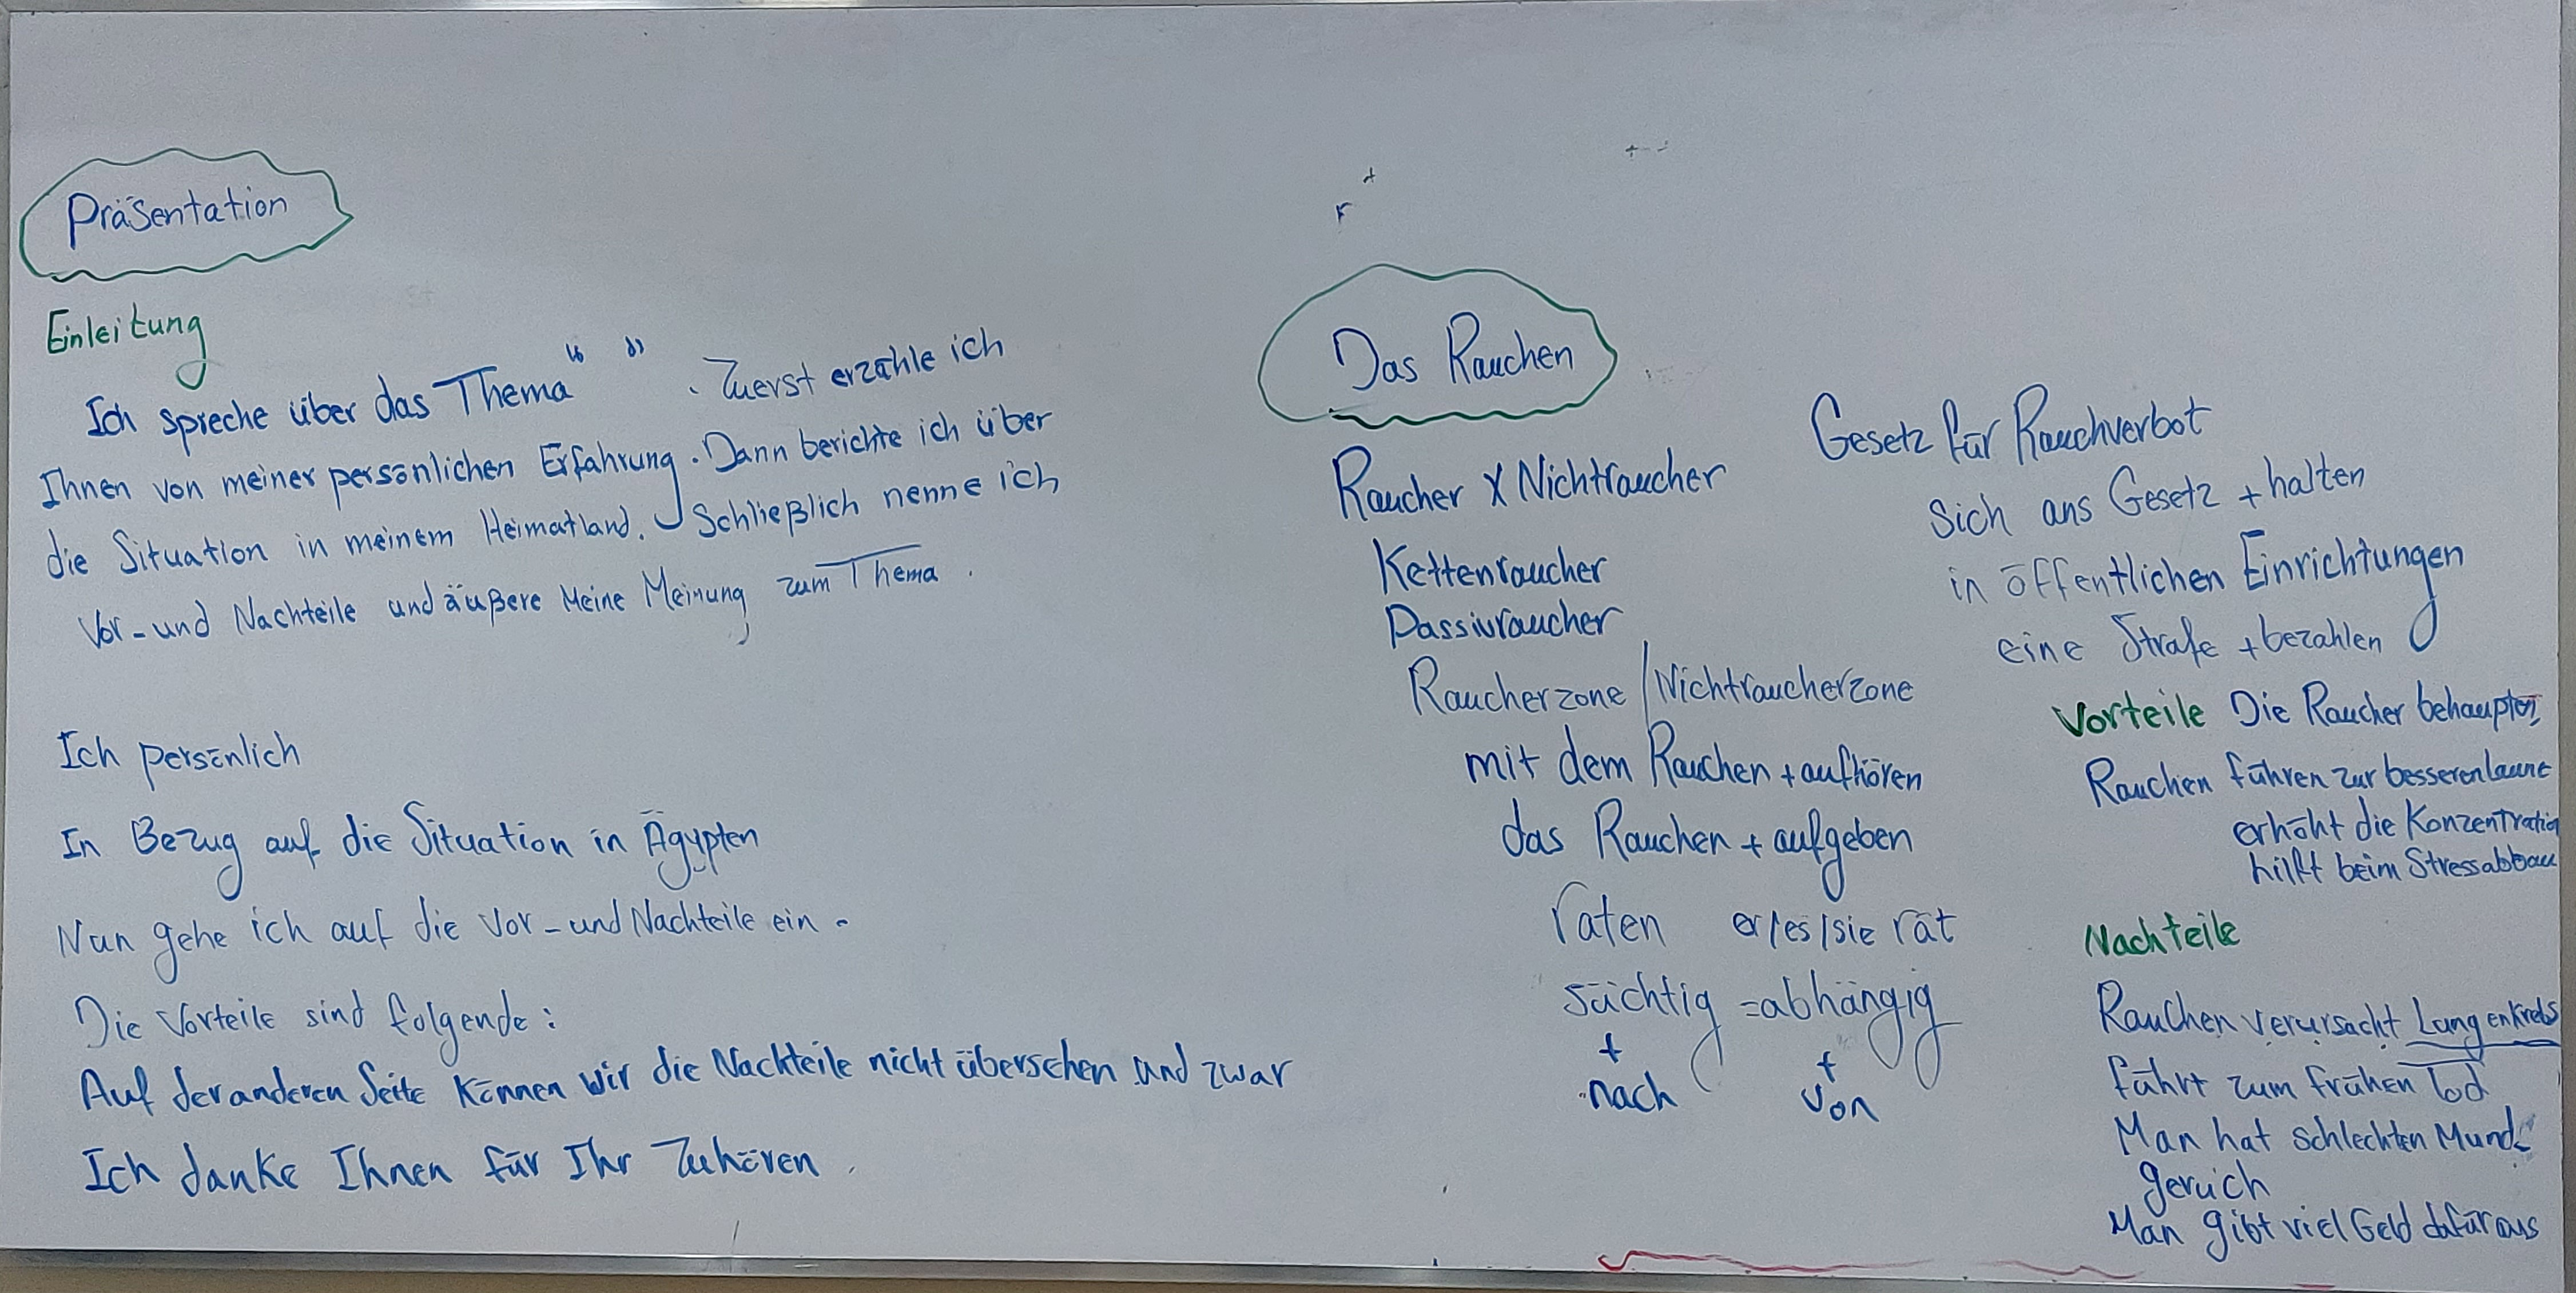 Präsentation
Einleitung
Ich spreche über das Thema " ". Zuerst erzähle ich
Ihnen von meiner persönlichen Erfahrung. Dann berichte ich über
die Situation in meinem Heimatland. Schließlich nenne ich
Vor-und Nachteile und äußere Meine Meinung zum Thema.
Ich persönlich
In Bezug auf die Situation in Ägypten
Nun gehe ich auf die Vor-und Nachteile ein.
Die Vorteile sind folgende:
Auf der anderen Seite können wir die Nachteile nicht übersehen und zwar
Ich danke Ihnen für Ihr Zuhören.
Das Rauchen
Raucher X Nichtraucher
Kettenraucher
Passivraucher
Raucherzone/Nichtraucherzone
mit dem Rauchen + aufhören
das Rauchen + aufgeben
raten er/es/sie rät
süchtig = abhängig
+ +
nach von
Gesetz für Rauchverbot
sich ans Gesetz + halten
in öffentlichen Einrichtungen
eine Strafe + bezahlen
Vorteile Die Raucher behaupten,
Rauchen führen zur besseren laune
erhöht die Konzentration
hilft beim Stressabbau
Nachteile
Rauchen verursacht Lungenkrebs
führt zum frühen Tod
Man hat schlechten Mund-
geruch
Man gibt viel Geld dafür aus